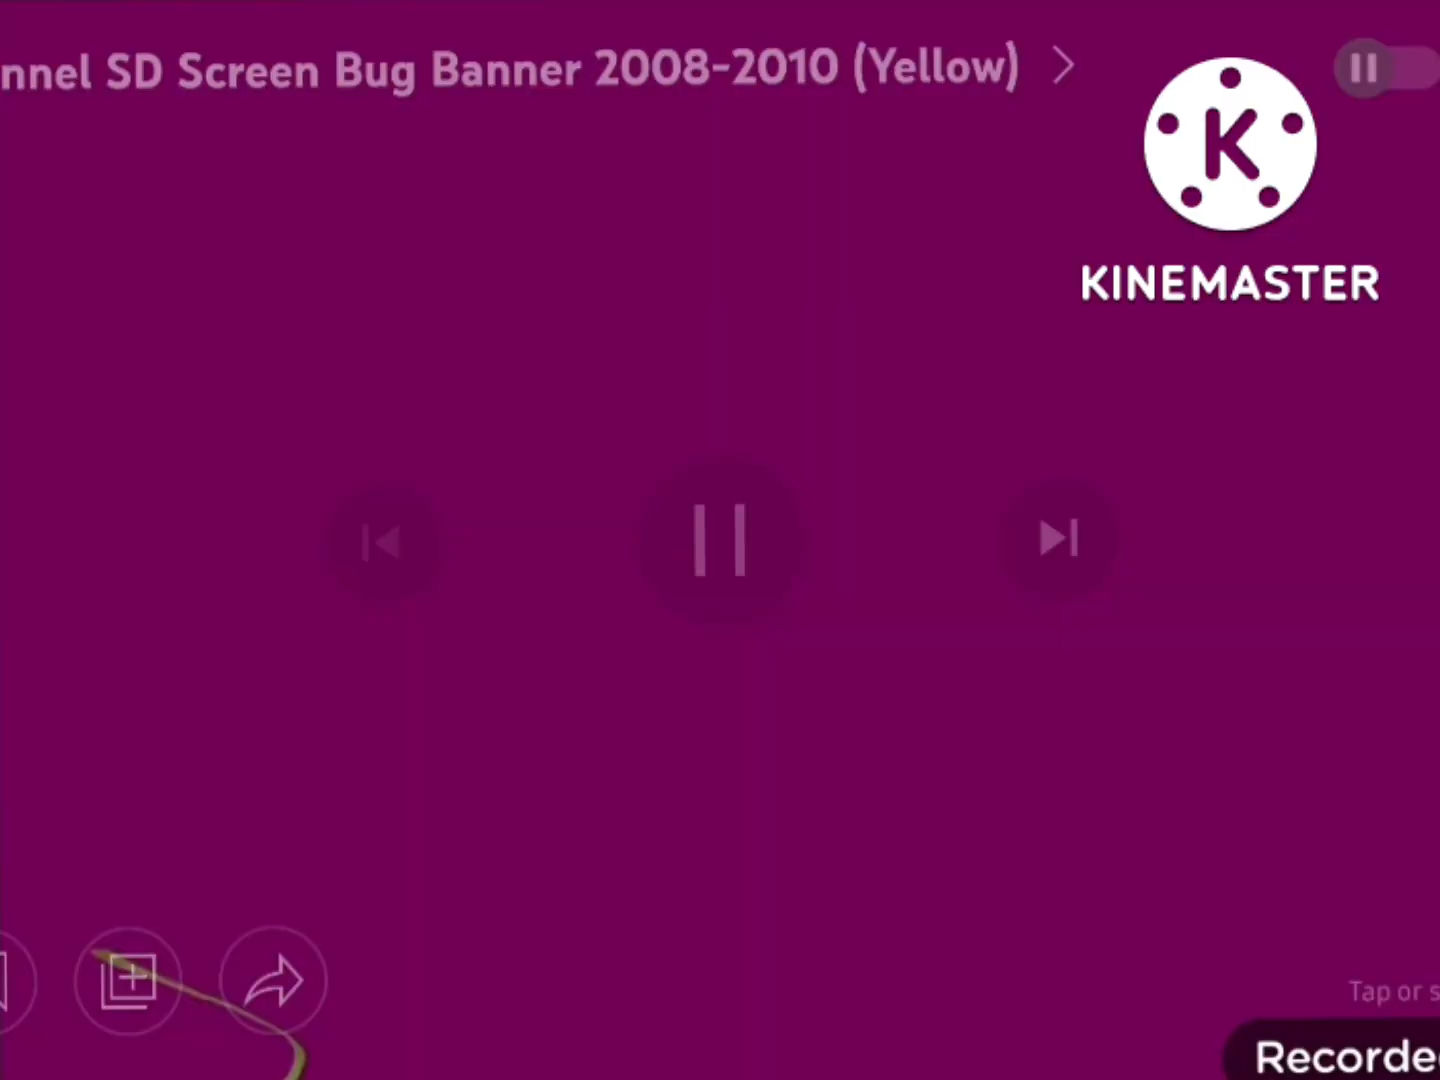 nnel SD Screen Bug Banner 2008-2010 (Yellow)
K
KINEMASTER
Tap or s
Recorde